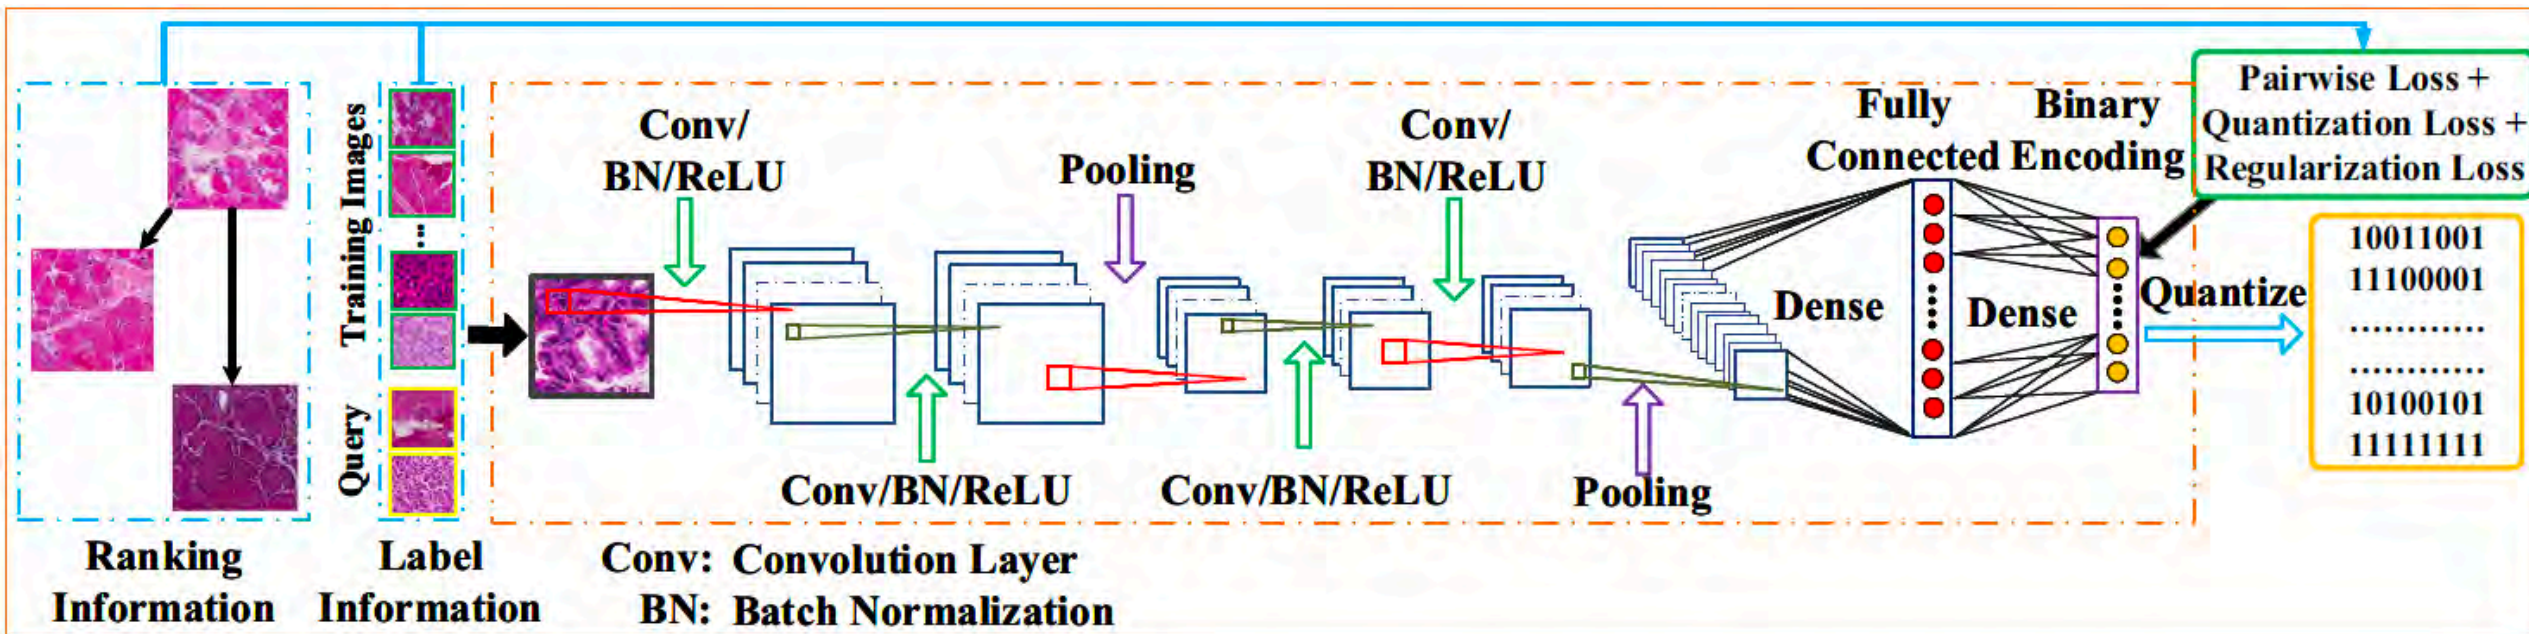 Training Images
...
Query
Ranking
Information
Label
Information
Conv/
BN/ReLU
Conv/BN/ReLU
Pooling
Conv/BN/ReLU
Conv/
BN/ReLU
Pooling
Dense
Fully
Connected
Dense
Binary
Encoding
Pairwise Loss +
Quantization Loss +
Regularization Loss
Quantize
10011001
11100001
............
............
10100101
11111111
Conv: Convolution Layer
BN: Batch Normalization